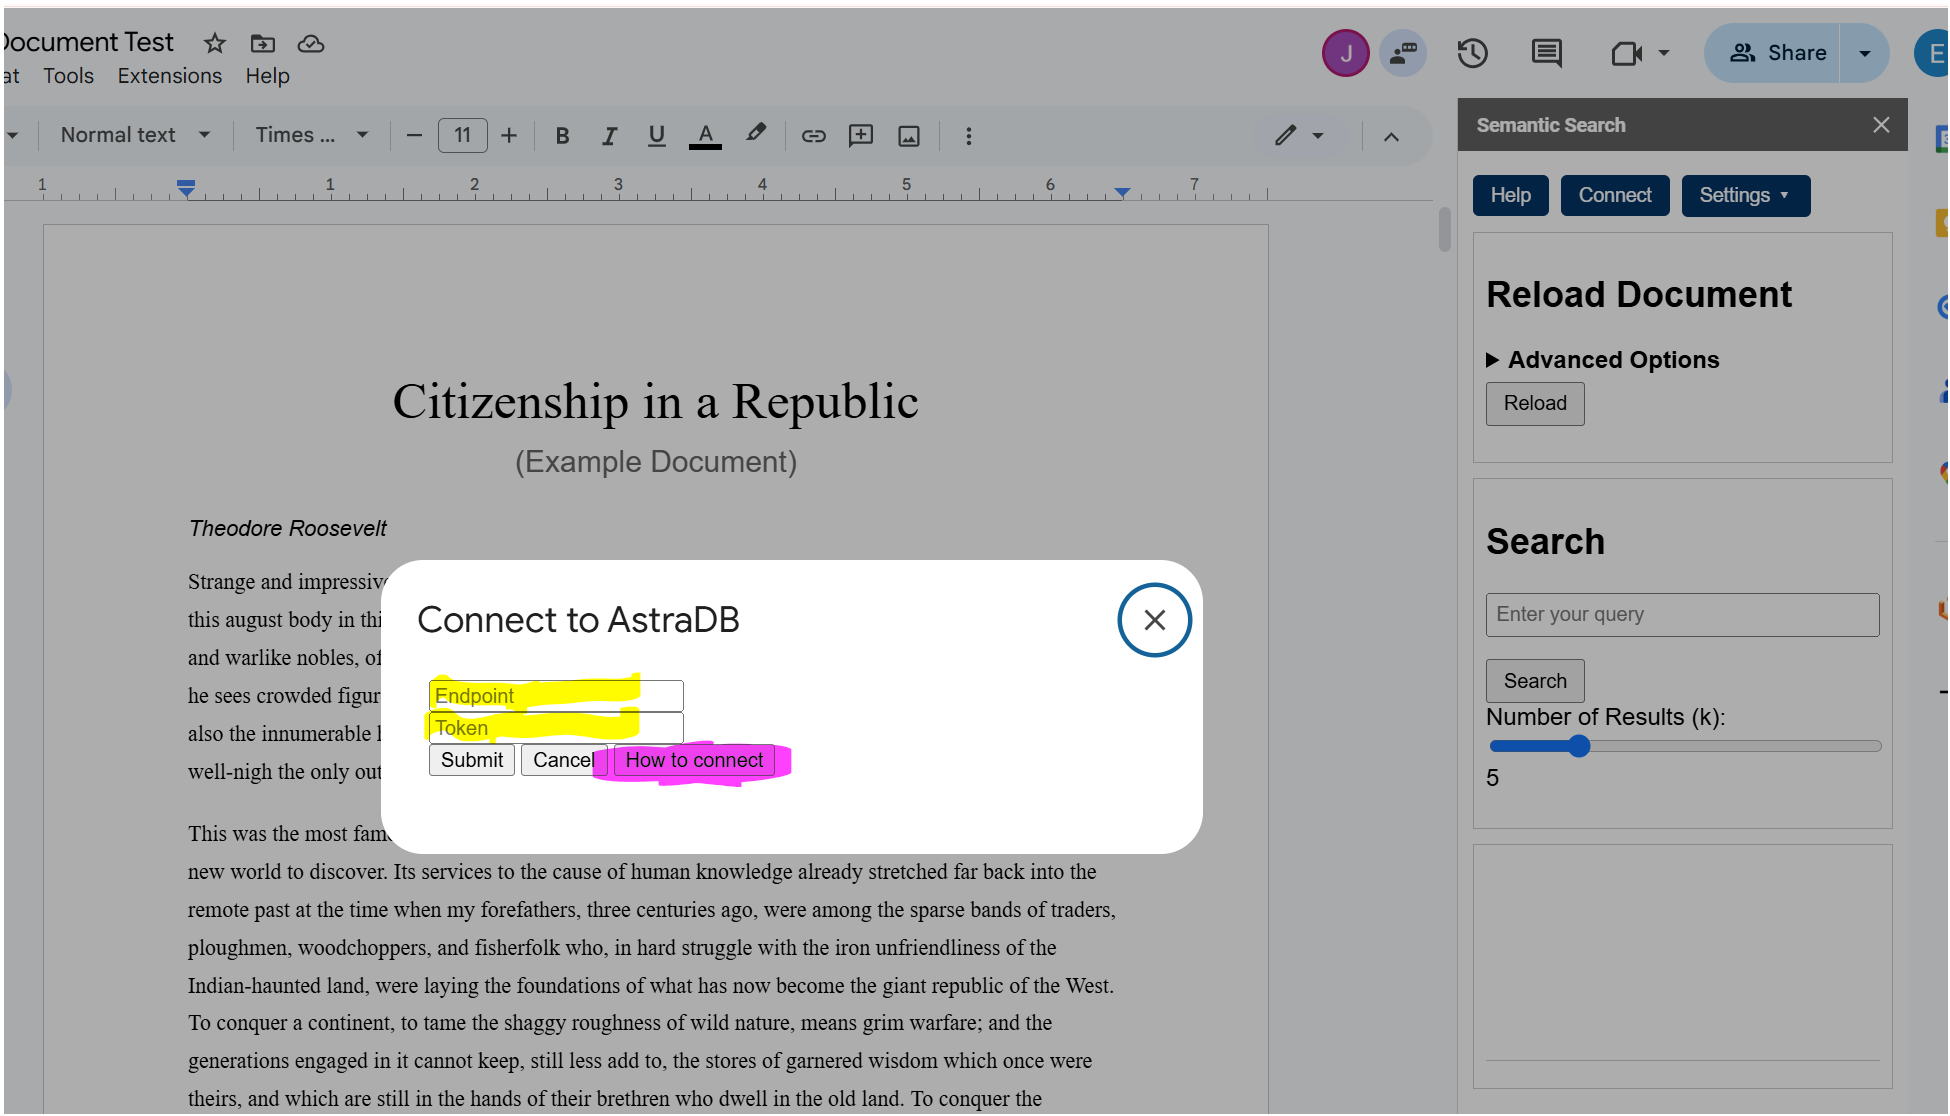 Document Test
at Tools Extensions Help
J
Share
E
Normal text
Times ...
11
B I U A
1 1 2 3 4 5 6 7
Semantic Search
Help Connect Settings
Reload Document
Advanced Options
Reload
Search
Enter your query
Search
Number of Results (k):
5
Citizenship in a Republic
(Example Document)
Theodore Roosevelt
Strange and impressive
this august body in
and warlike nobles, of
he sees crowded
also the innumerable
well-nigh the only out
Connect to AstraDB
Endpoint
Token
Submit Cancel How to connect
This was the most
new world to discover. Its services to the cause of human knowledge already stretched far back into the
remote past at the time when my forefathers, three centuries ago, were among the sparse bands of traders,
ploughmen, woodchoppers, and fisherfolk who, in hard struggle with the iron unfriendliness of the
Indian-haunted land, were laying the foundations of what has now become the giant republic of the West.
To conquer a continent, to tame the shaggy roughness of wild nature, means grim warfare; and the
generations engaged in it cannot keep, still less add to, the stores of garnered wisdom which once were
theirs, and which are still in the hands of their brethren who dwell in the old land. To conquer the